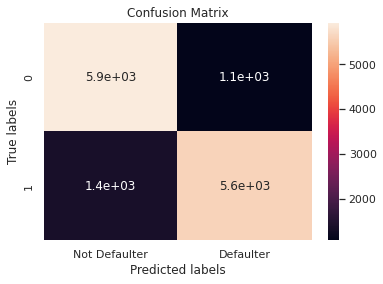 Confusion Matrix
True labels
0
5.9e+03
1.1e+03
1
1.4e+03
5.6e+03
Not Defaulter
Defaulter
Predicted labels
5000
4000
3000
2000